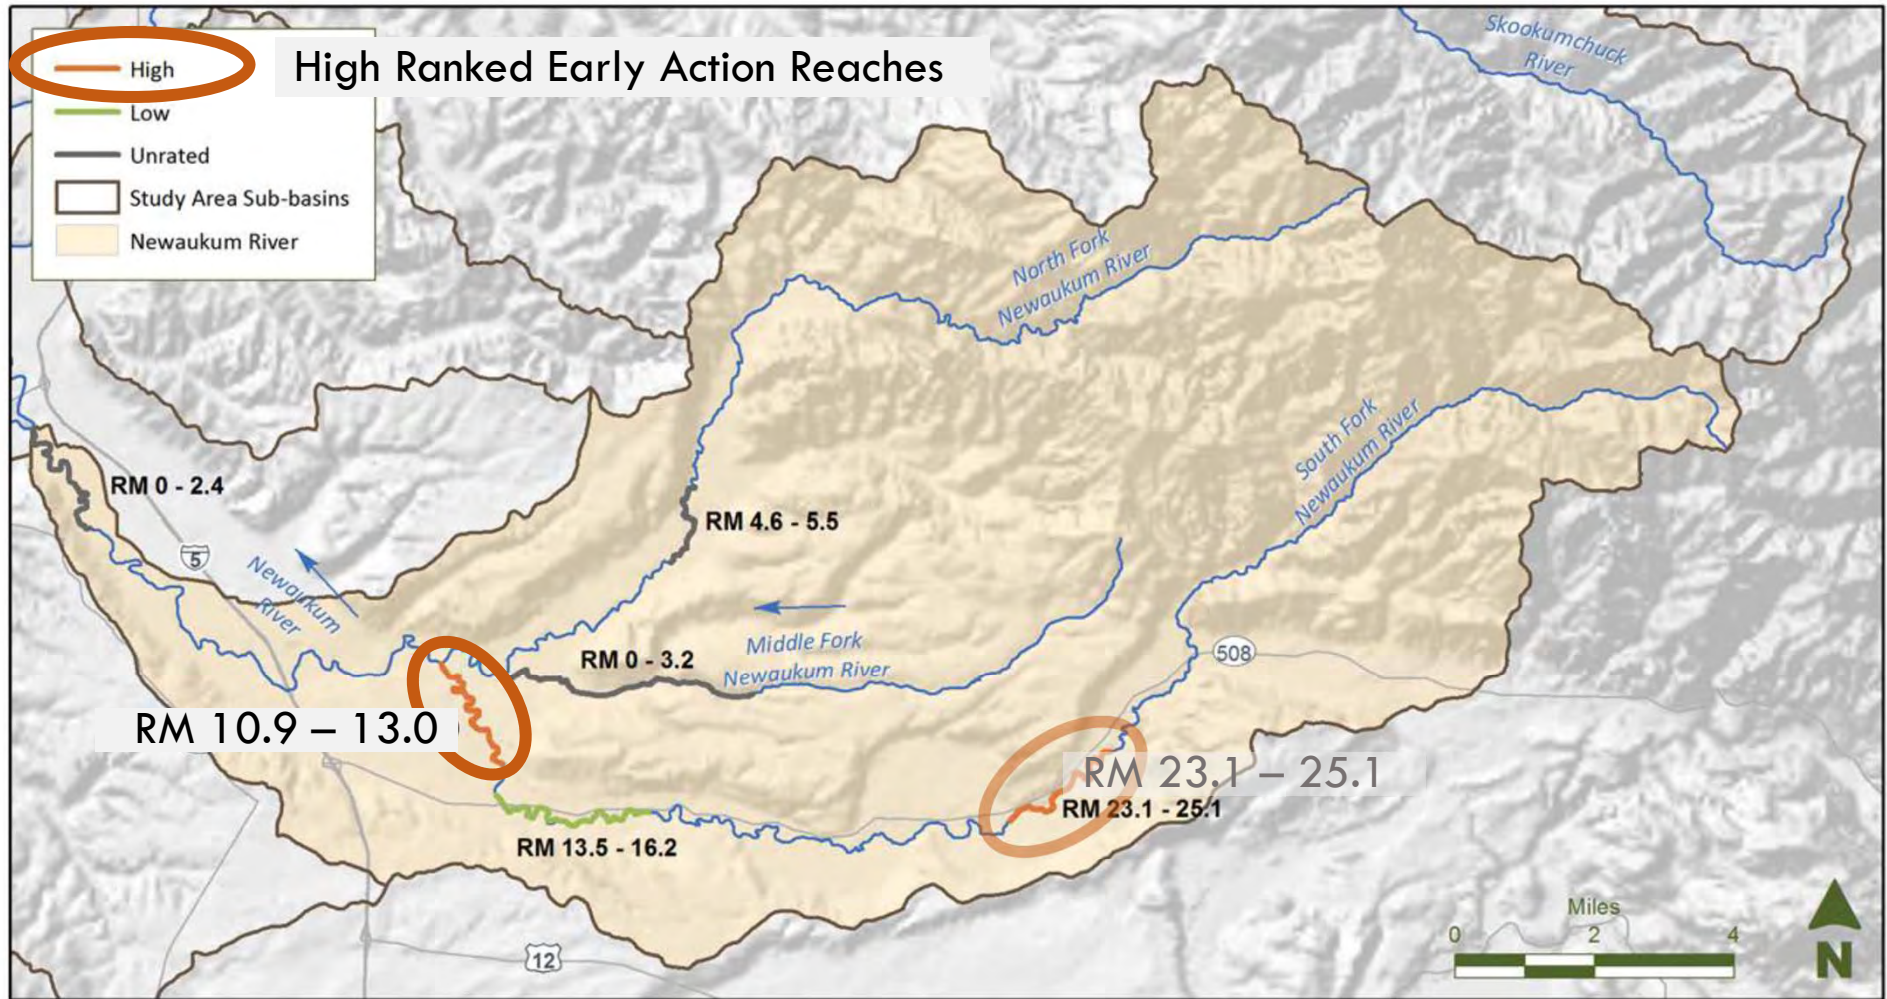 High
High Ranked Early Action Reaches
Low
Unrated
Study Area Sub-basins
Newaukum River
Skookumchuck
River
North Fork
Newaukum River
South Fork
Newaukum River
RM 0 - 2.4
RM 4.6 - 5.5
5
Newaukum
River
Middle Fork
Newaukum River
RM 0 - 3.2
508
RM 10.9 – 13.0
RM 23.1 – 25.1
RM 23.1 - 25.1
RM 13.5 - 16.2
12
Miles
0 2 4
N